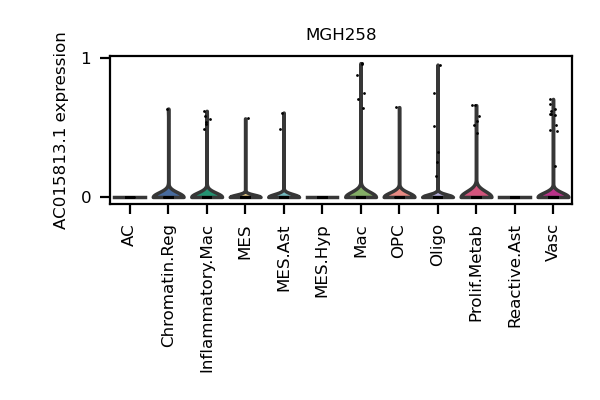 MGH258
AC015813.1 expression
1
0
AC
Chromatin.Reg
Inflammatory.Mac
MES
MES.Ast
MES.Hyp
Mac
OPC
Oligo
Prolif.Metab
Reactive.Ast
Vasc